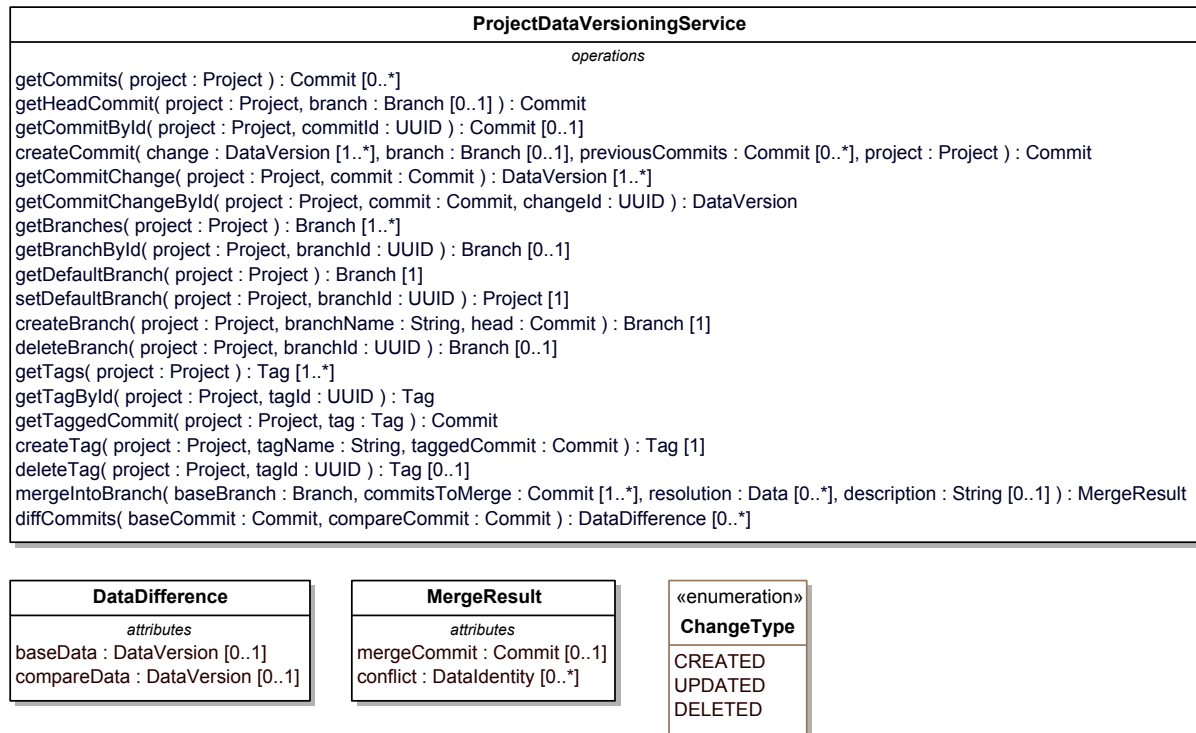 ProjectDataVersioningService
operations
getCommits( project : Project ) : Commit [0..*]
getHeadCommit( project : Project, branch : Branch [0..1] ) : Commit
getCommitById( project : Project, commitId : UUID ) : Commit [0..1]
createCommit( change : DataVersion [1..*], branch : Branch [0..1], previousCommits : Commit [0..*], project : Project ) : Commit
getCommitChange( project : Project, commit : Commit ) : DataVersion [1..*]
getCommitChangeById( project : Project, commit : Commit, changeId : UUID ) : DataVersion
getBranches( project : Project ) : Branch [1..*]
getBranchById( project : Project, branchId : UUID ) : Branch [0..1]
getDefaultBranch( project : Project ) : Branch [1]
setDefaultBranch( project : Project, branchId : UUID ) : Project [1]
createBranch( project : Project, branchName : String, head : Commit ) : Branch [1]
deleteBranch( project : Project, branchId : UUID ) : Branch [0..1]
getTags( project : Project ) : Tag [1..*]
getTagById( project : Project, tagId : UUID ) : Tag
getTaggedCommit( project : Project, tag : Tag ) : Commit
createTag( project : Project, tagName : String, taggedCommit : Commit ) : Tag [1]
deleteTag( project : Project, tagId : UUID ) : Tag [0..1]
mergeIntoBranch( baseBranch : Branch, commitsToMerge : Commit [1..*], resolution : Data [0..*], description : String [0..1] ) : MergeResult
diffCommits( baseCommit : Commit, compareCommit : Commit ) : DataDifference [0..*]
DataDifference
attributes
baseData : DataVersion [0..1]
compareData : DataVersion [0..1]
MergeResult
attributes
mergeCommit : Commit [0..1]
conflict : DataIdentity [0..*]
«enumeration»
ChangeType
CREATED
UPDATED
DELETED